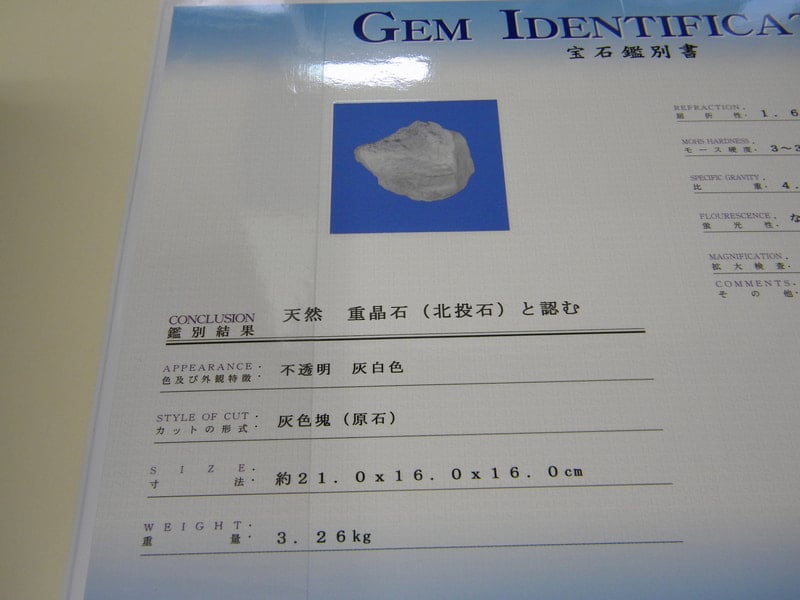 GEM IDENTIFICAT
宝石鑑別書
REFRACTION
屈折性 1.6
MOHS HARDNESS
モース硬度 3~3
SPECIFIC GRAVITY
比重 4.
FLOURESCENCE
蛍光性 な
MAGNIFICATION
拡大検査
COMMENTS
その他
CONCLUSION
鑑別結果 天然 重晶石(北投石)と認む
APPEARANCE
色及び外観特徴 不透明 灰白色
STYLE OF CUT
カットの形式 灰色塊(原石)
SIZE
寸法 約21.0x16.0x16.0cm
WEIGHT
重量 3.26kg